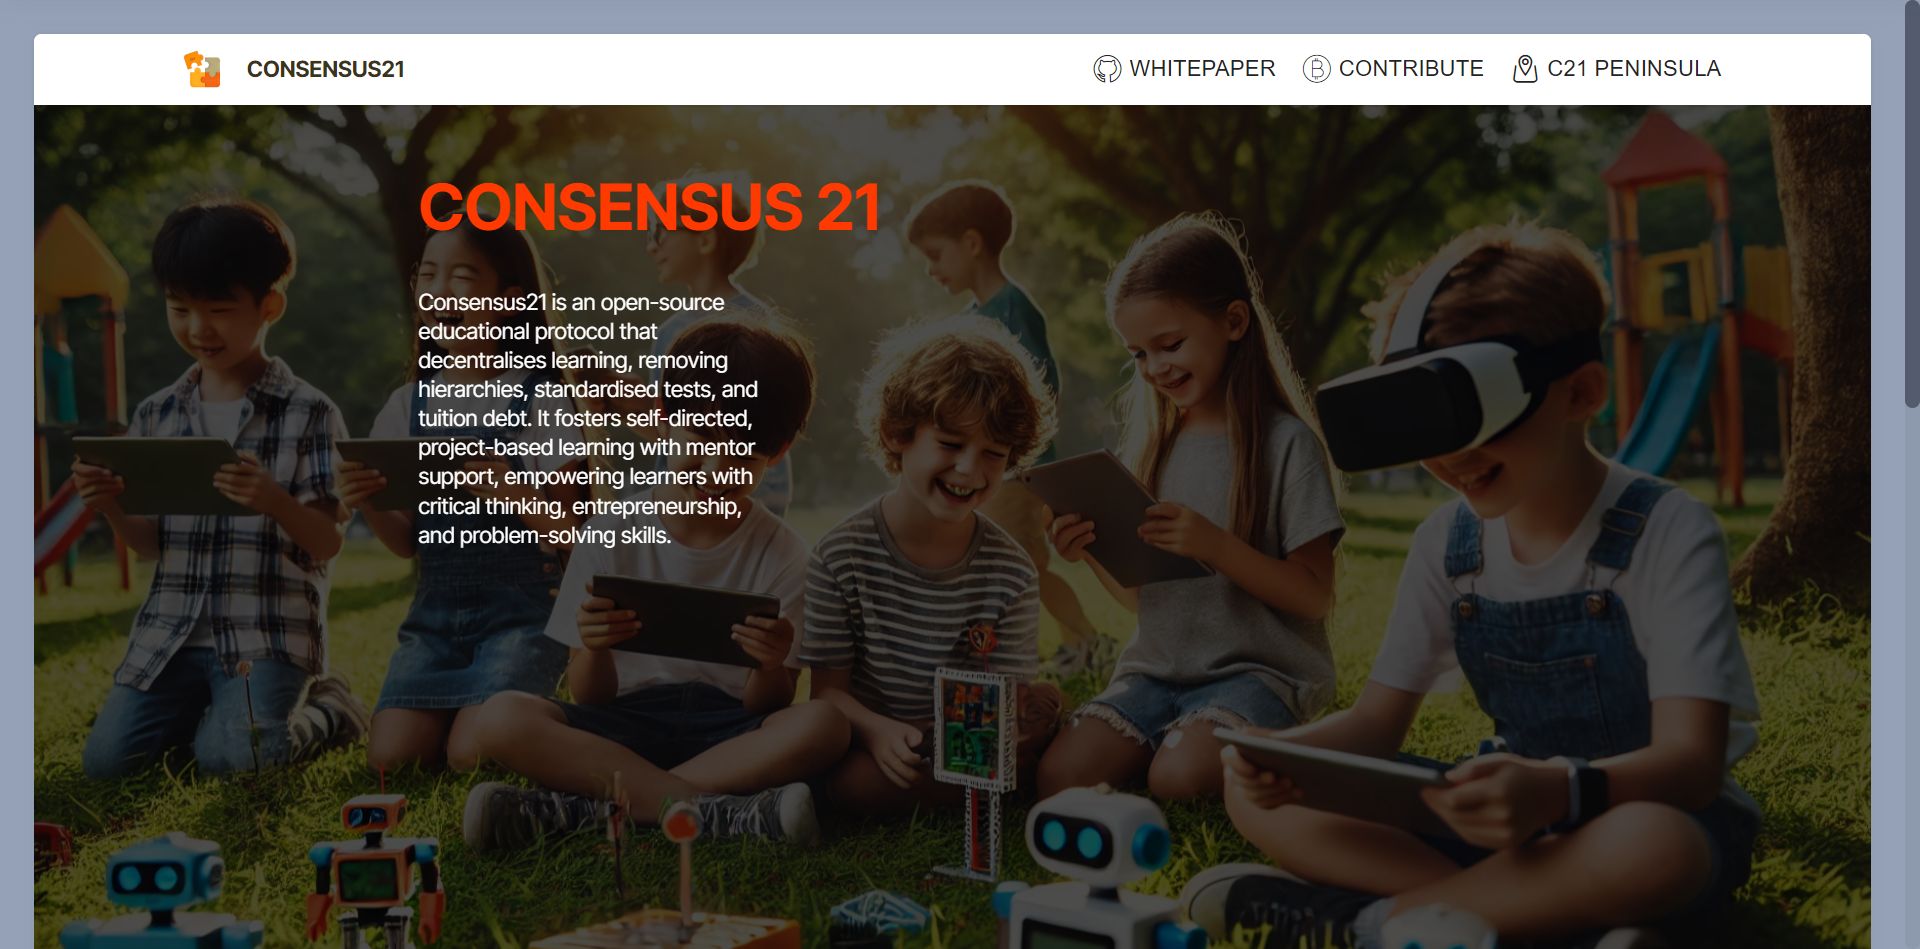 CONSENSUS21
WHITEPAPER
CONTRIBUTE
C21 PENINSULA
CONSENSUS 21
Consensus21 is an open-source
educational protocol that
decentralises learning, removing
hierarchies, standardised tests, and
tuition debt. It fosters self-directed,
project-based learning with mentor
support, empowering learners with
critical thinking, entrepreneurship,
and problem-solving skills.